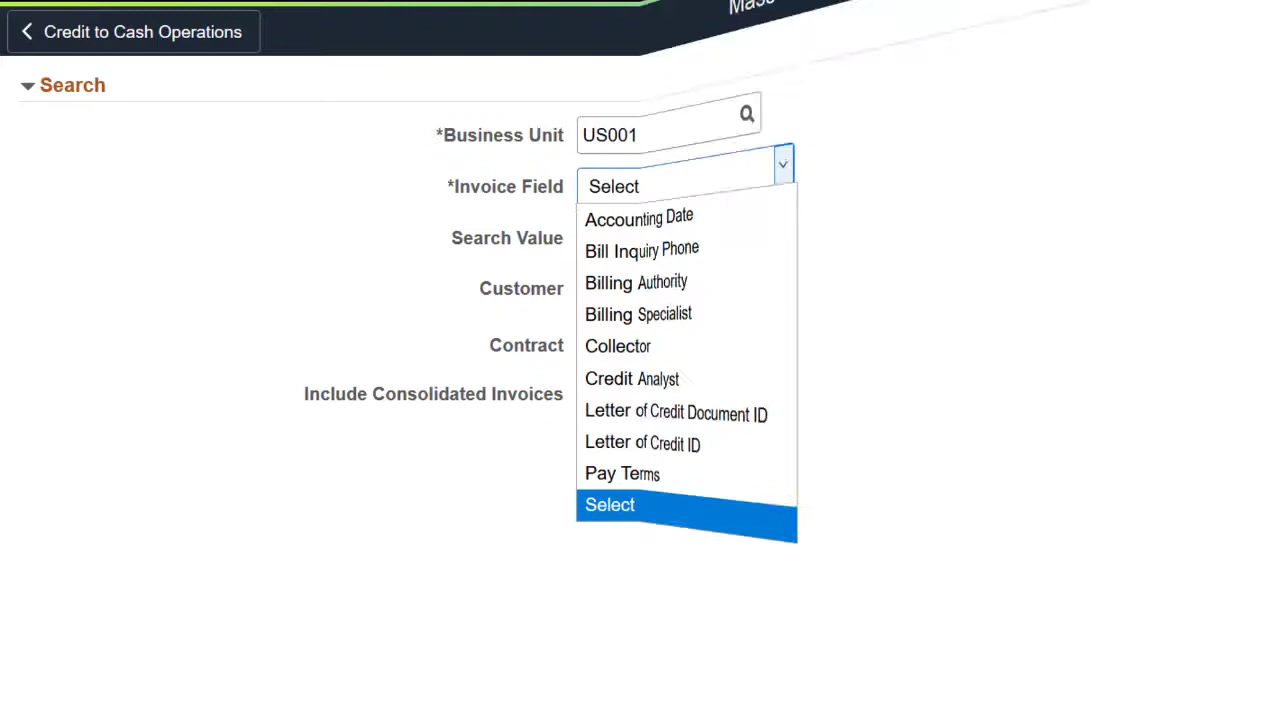 Credit to Cash Operations
Search
*Business Unit US001
*Invoice Field Select
Search Value
Customer
Contract
Include Consolidated Invoices
Accounting Date
Bill Inquiry Phone
Billing Authority
Billing Specialist
Collector
Credit Analyst
Letter of Credit Document ID
Letter of Credit ID
Pay Terms
Select